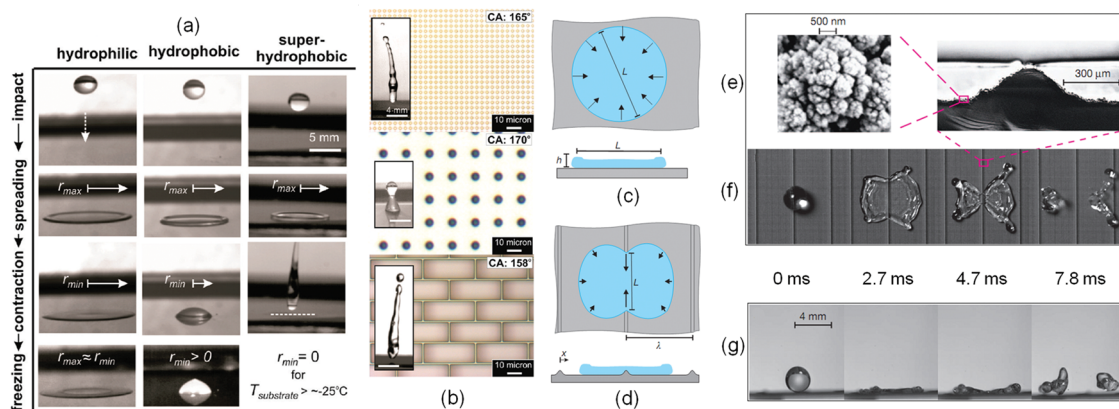 (a)
hydrophilic
hydrophobic
super-
hydrophobic
freezing ← contraction ← spreading ← impact
5 mm
r_max
r_max
r_max
r_min
r_min
r_max ≈ r_min
r_min > 0
r_min = 0
for
T_substrate > ~-25°C
CA: 165°
4 mm
10 micron
CA: 170°
10 micron
CA: 158°
10 micron
(b)
L
L
h
(c)
L
λ
x
(d)
500 nm
300 μm
(e)
(f)
0 ms
2.7 ms
4.7 ms
7.8 ms
4 mm
(g)